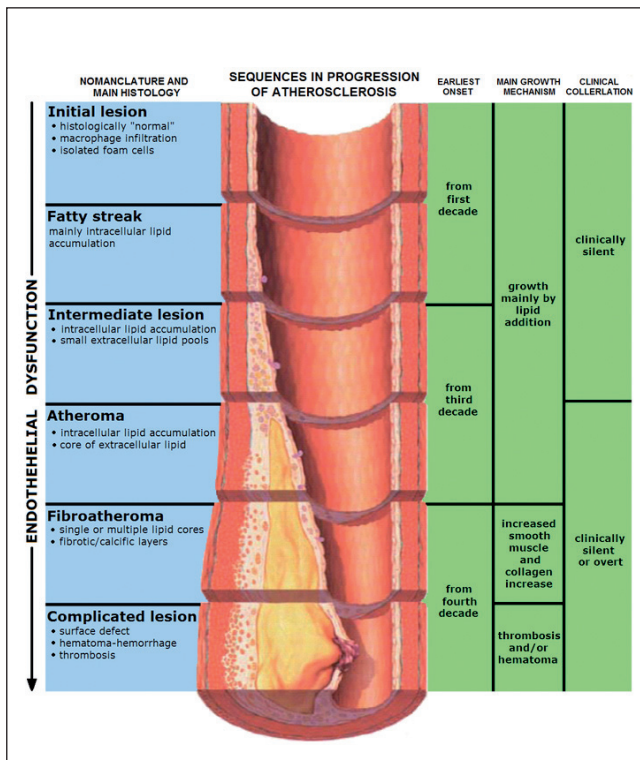 NOMANCLATURE AND
MAIN HISTOLOGY
SEQUENCES IN PROGRESSION
OF ATHEROSCLEROSIS
EARLIEST
ONSET
MAIN GROWTH
MECHANISM
CLINICAL
COLLERLATION
Initial lesion
• histologically "normal"
• macrophage infiltration
• isolated foam cells
Fatty streak
mainly intracellular lipid
accumulation
Intermediate lesion
• intracellular lipid accumulation
• small extracellular lipid pools
Atheroma
• intracellular lipid accumulation
• core of extracellular lipid
Fibroatheroma
• single or multiple lipid cores
• fibrotic/calcific layers
Complicated lesion
• surface defect
• hematoma-hemorrhage
• thrombosis
ENDOTHEHELIAL DYSFUNCTION
from first
decade
from third
decade
from
fourth
decade
growth
mainly by
lipid
addition
increased
smooth
muscle
and
collagen
increase
thrombosis
and/or
hematoma
clinically
silent
clinically
silent
or overt